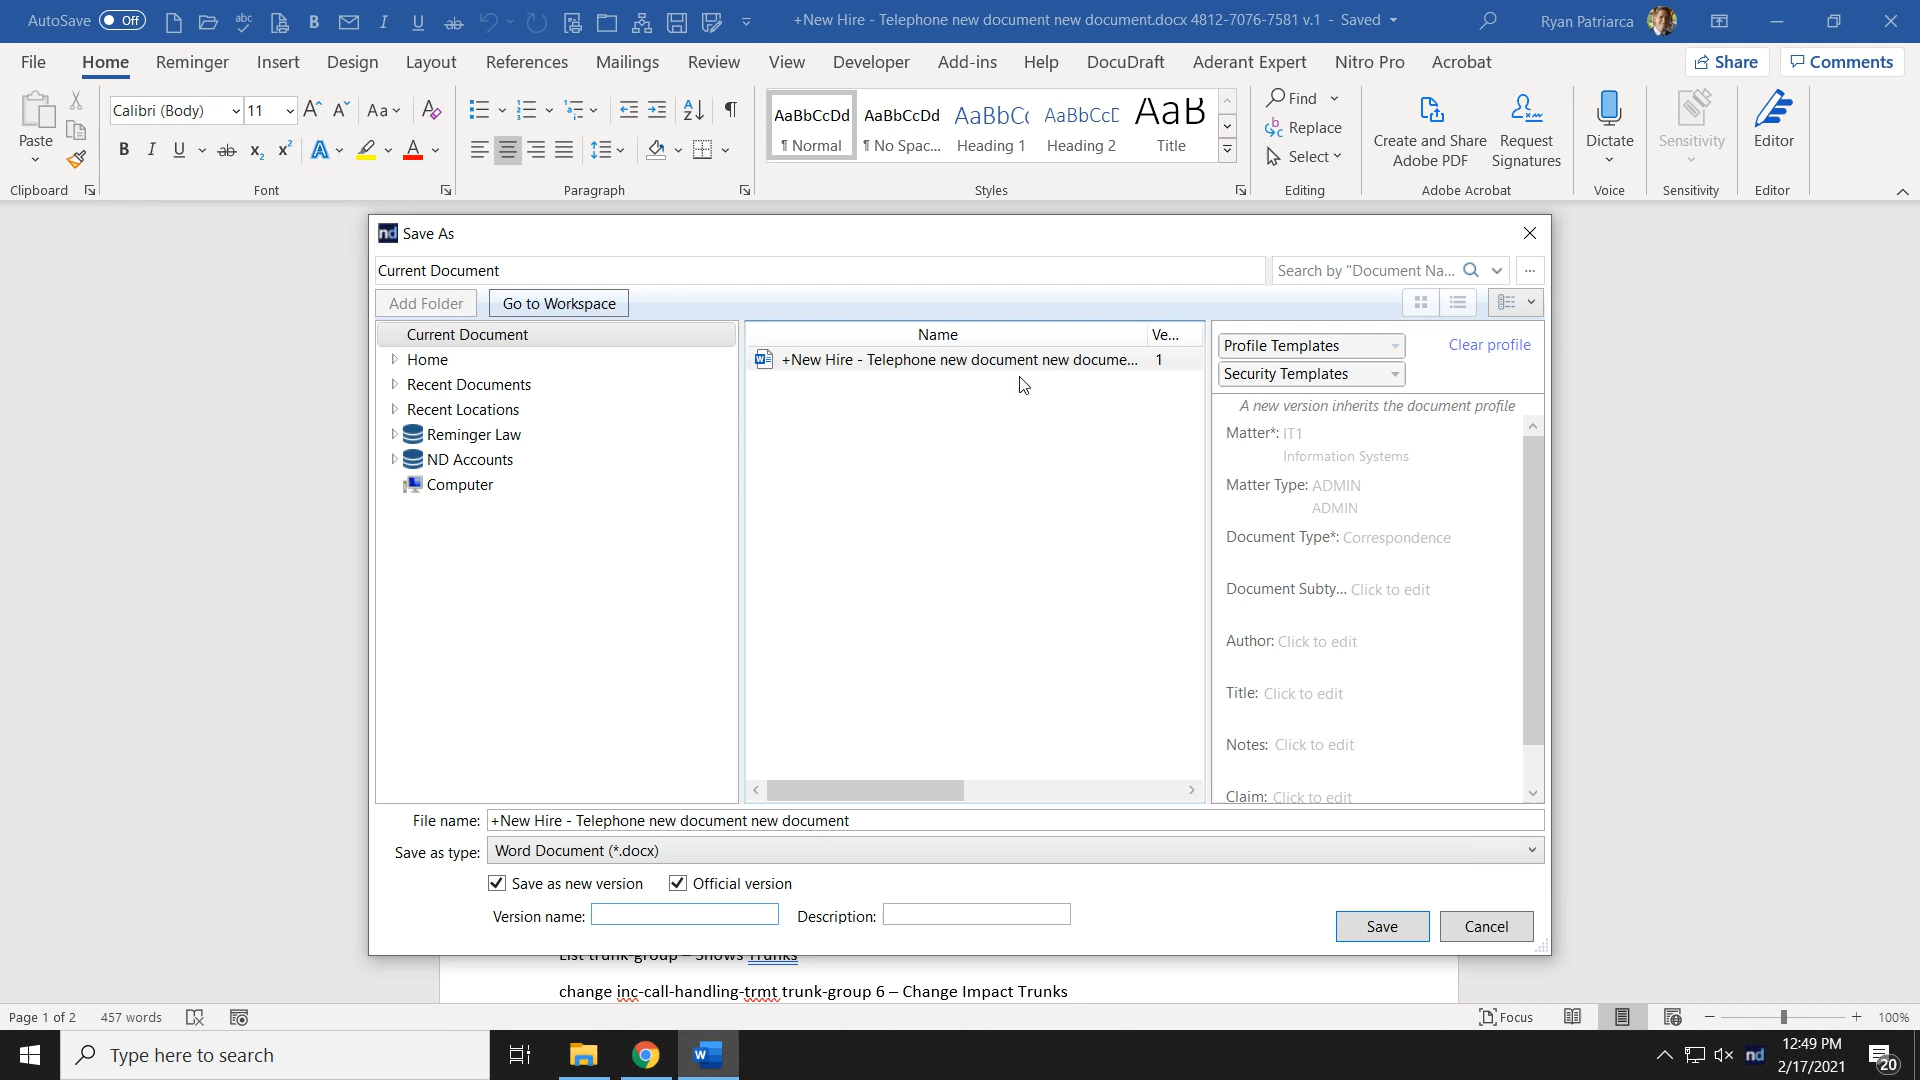 AutoSave Off +New Hire - Telephone new document new document.docx 4812-7076-7581 v.1 - Saved Ryan Patriarca
File Home Reminger Insert Design Layout References Mailings Review View Developer Add-ins Help DocuDraft Aderant Expert Nitro Pro Acrobat Share Comments
Calibri (Body) 11
Paste
Clipboard Font Paragraph
AaBbCcDd AaBbCcDd AaBbCc AaBbCcD AaB
¶ Normal ¶ No Spac... Heading 1 Heading 2 Title
Styles
Find
Replace
Select
Editing
Create and Share Adobe PDF
Request Signatures
Adobe Acrobat
Dictate
Voice
Sensitivity
Sensitivity
Editor
Editor
nd Save As
Current Document
Search by "Document Na...
Add Folder Go to Workspace
Current Document
Home
Recent Documents
Recent Locations
Reminger Law
ND Accounts
Computer
Name Ve...
+New Hire - Telephone new document new docume... 1
Profile Templates Clear profile
Security Templates
A new version inherits the document profile
Matter*: IT1
Information Systems
Matter Type: ADMIN
ADMIN
Document Type*: Correspondence
Document Subty... Click to edit
Author: Click to edit
Title: Click to edit
Notes: Click to edit
Claim: Click to edit
File name: +New Hire - Telephone new document new document
Save as type: Word Document (*.docx)
Save as new version Official version
Version name: Description:
Save Cancel
List trunk-group – Shows Trunks
change inc-call-handling-trmt trunk-group 6 – Change Impact Trunks
Page 1 of 2 457 words Focus 100%
Type here to search
nd 12:49 PM
2/17/2021
20